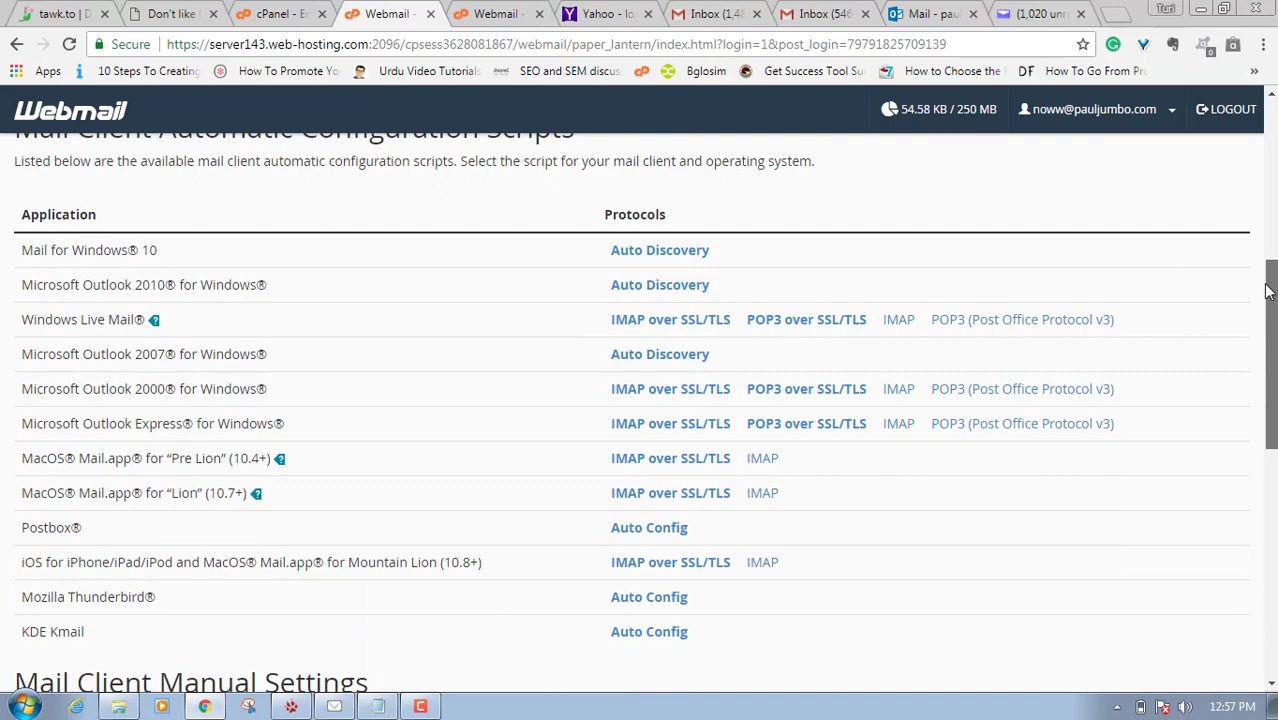 tawk.to | D
Don't like
cPanel - E
Webmail -
Webmail -
Yahoo - lo
Inbox (1,48
Inbox (546
Mail - pau
(1,020 unr
Turi
Secure
https://server143.web-hosting.com:2096/cpsess3628081867/webmail/paper_lantern/index.html?login=1&post_login=79791825709139
0
Apps
10 Steps To Creating
How To Promote Yo
Urdu Video Tutorials
SEO and SEM discus
Bglosim
Get Success Tool Su
How to Choose the
DF How To Go From Pro
»
Webmail
54.58 KB / 250 MB
noww@pauljumbo.com
LOGOUT
Mail Client Automatic Configuration Scripts
Listed below are the available mail client automatic configuration scripts. Select the script for your mail client and operating system.
Application Protocols
Mail for Windows® 10 Auto Discovery
Microsoft Outlook 2010® for Windows® Auto Discovery
Windows Live Mail® ? IMAP over SSL/TLS POP3 over SSL/TLS IMAP POP3 (Post Office Protocol v3)
Microsoft Outlook 2007® for Windows® Auto Discovery
Microsoft Outlook 2000® for Windows® IMAP over SSL/TLS POP3 over SSL/TLS IMAP POP3 (Post Office Protocol v3)
Microsoft Outlook Express® for Windows® IMAP over SSL/TLS POP3 over SSL/TLS IMAP POP3 (Post Office Protocol v3)
MacOS® Mail.app® for “Pre Lion” (10.4+) ? IMAP over SSL/TLS IMAP
MacOS® Mail.app® for “Lion” (10.7+) ? IMAP over SSL/TLS IMAP
Postbox® Auto Config
iOS for iPhone/iPad/iPod and MacOS® Mail.app® for Mountain Lion (10.8+) IMAP over SSL/TLS IMAP
Mozilla Thunderbird® Auto Config
KDE Kmail Auto Config
Mail Client Manual Settings
12:57 PM